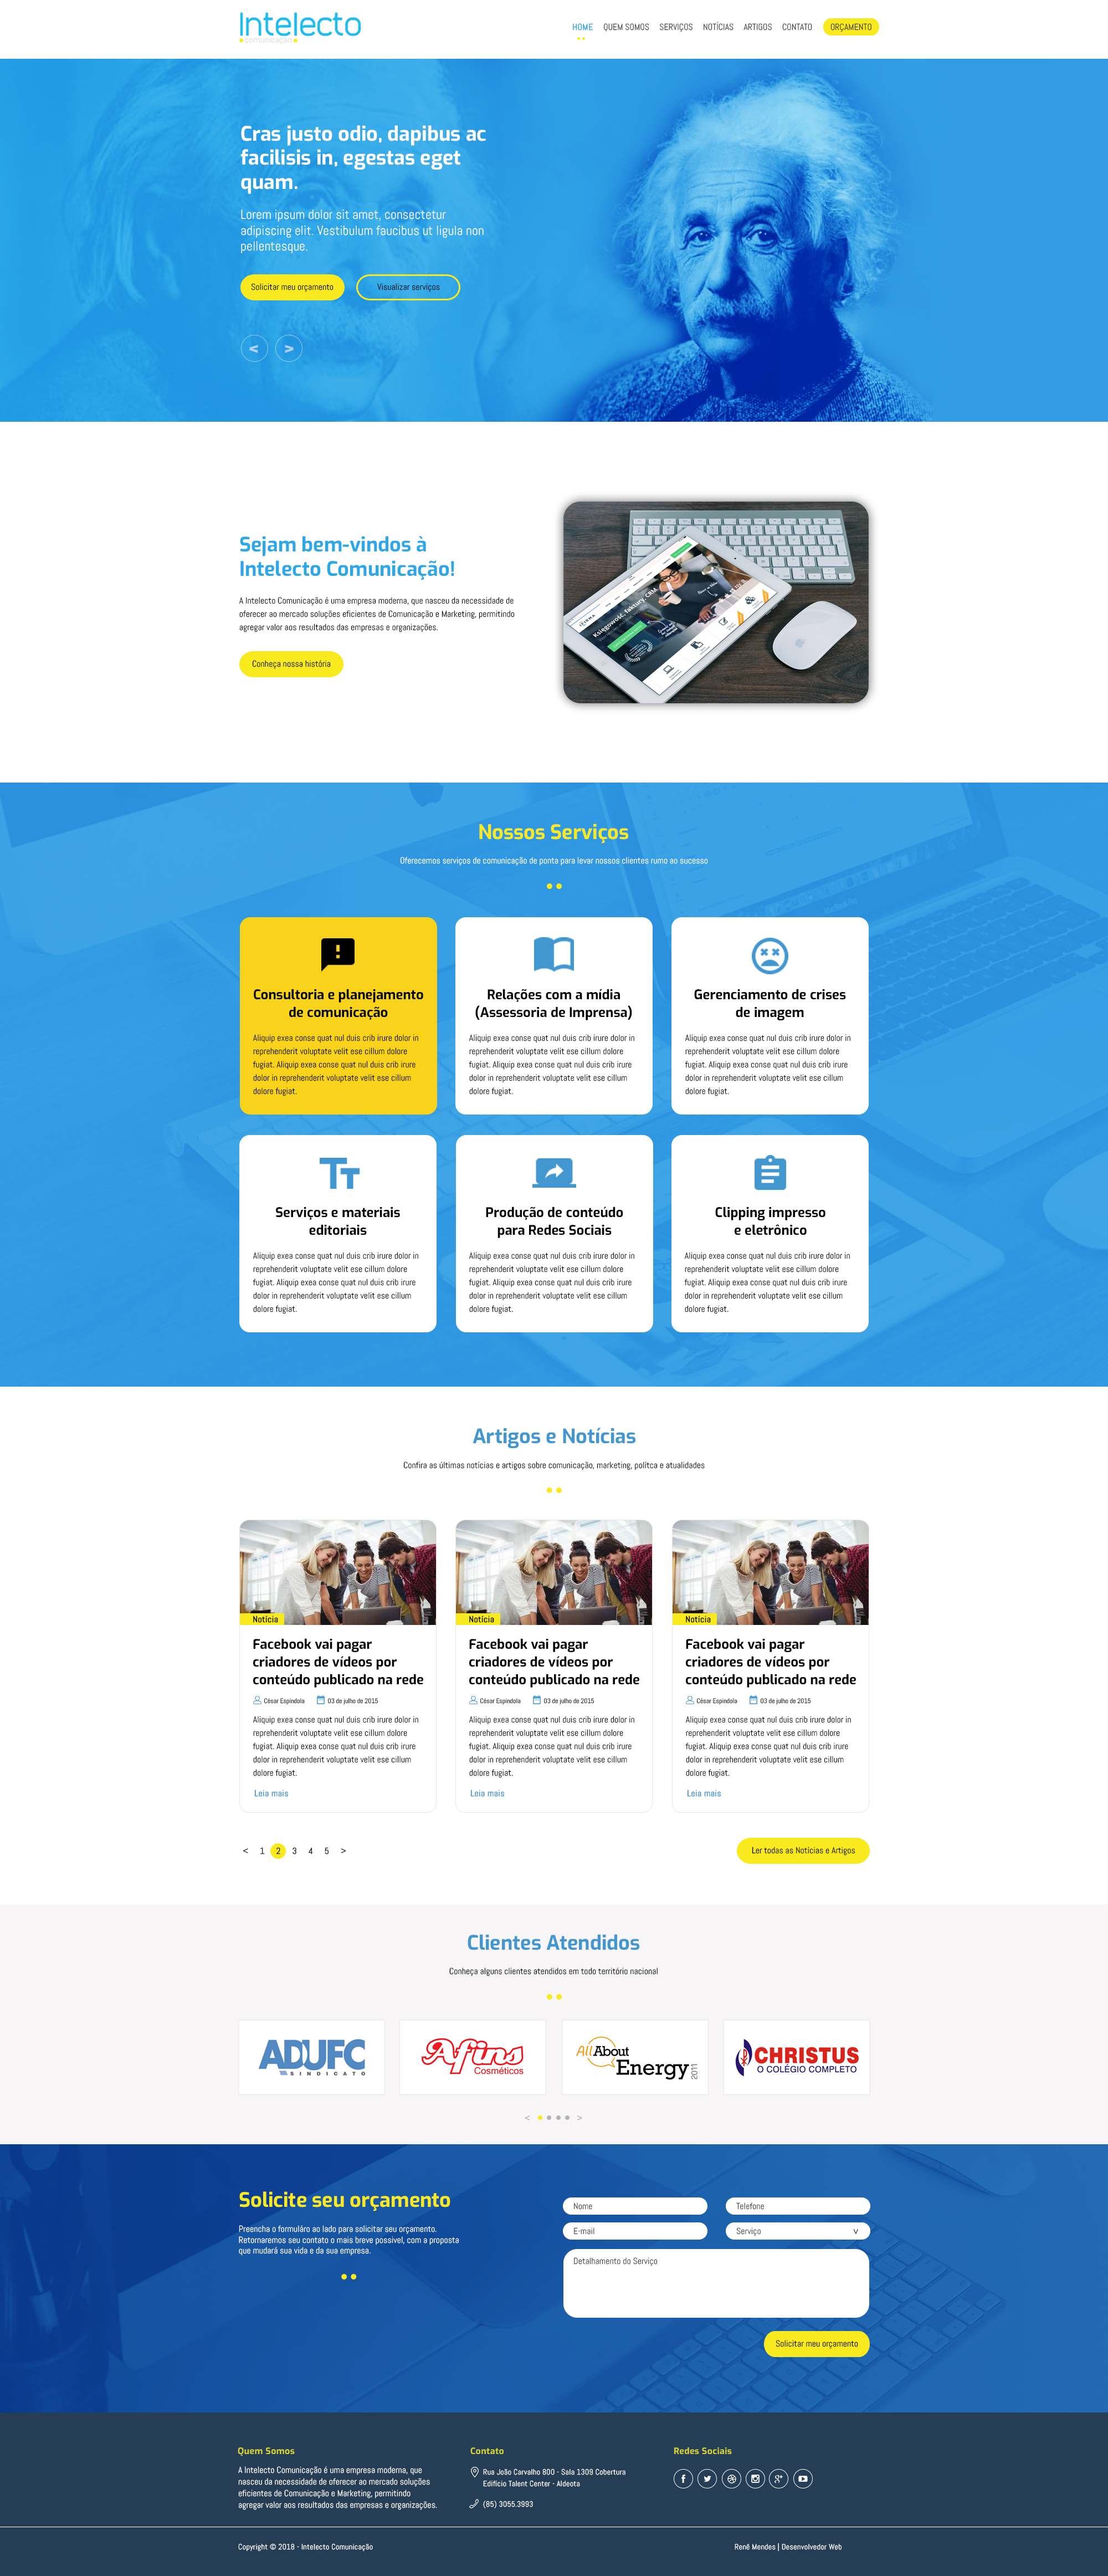 Intelecto
comunicação
HOME QUEM SOMOS SERVIÇOS NOTÍCIAS ARTIGOS CONTATO ORÇAMENTO
Cras justo odio, dapibus ac
facilisis in, egestas eget
quam.
Lorem ipsum dolor sit amet, consectetur
adipiscing elit. Vestibulum faucibus ut ligula non
pellentesque.
Solicitar meu orçamento Visualizar serviços
< >
Sejam bem-vindos à
Intelecto Comunicação!
A Intelecto Comunicação é uma empresa moderna, que nasceu da necessidade de
oferecer ao mercado soluções eficientes de Comunicação e Marketing, permitindo
agregar valor aos resultados das empresas e organizações.
Conheça nossa história
Księgowość, faktury, CRM
Nossos Serviços
Oferecemos serviços de comunicação de ponta para levar nossos clientes rumo ao sucesso
Consultoria e planejamento
de comunicação
Aliquip exea conse quat nul duis crib irure dolor in
reprehenderit voluptate velit ese cillum dolore
fugiat. Aliquip exea conse quat nul duis crib irure
dolor in reprehenderit voluptate velit ese cillum
dolore fugiat.
Relações com a mídia
(Assessoria de Imprensa)
Aliquip exea conse quat nul duis crib irure dolor in
reprehenderit voluptate velit ese cillum dolore
fugiat. Aliquip exea conse quat nul duis crib irure
dolor in reprehenderit voluptate velit ese cillum
dolore fugiat.
Gerenciamento de crises
de imagem
Aliquip exea conse quat nul duis crib irure dolor in
reprehenderit voluptate velit ese cillum dolore
fugiat. Aliquip exea conse quat nul duis crib irure
dolor in reprehenderit voluptate velit ese cillum
dolore fugiat.
Serviços e materiais
editoriais
Aliquip exea conse quat nul duis crib irure dolor in
reprehenderit voluptate velit ese cillum dolore
fugiat. Aliquip exea conse quat nul duis crib irure
dolor in reprehenderit voluptate velit ese cillum
dolore fugiat.
Produção de conteúdo
para Redes Sociais
Aliquip exea conse quat nul duis crib irure dolor in
reprehenderit voluptate velit ese cillum dolore
fugiat. Aliquip exea conse quat nul duis crib irure
dolor in reprehenderit voluptate velit ese cillum
dolore fugiat.
Clipping impresso
e eletrônico
Aliquip exea conse quat nul duis crib irure dolor in
reprehenderit voluptate velit ese cillum dolore
fugiat. Aliquip exea conse quat nul duis crib irure
dolor in reprehenderit voluptate velit ese cillum
dolore fugiat.
Artigos e Notícias
Confira as últimas notícias e artigos sobre comunicação, marketing, polítca e atualidades
Notícia
Facebook vai pagar
criadores de vídeos por
conteúdo publicado na rede
César Espíndola 03 de julho de 2015
Aliquip exea conse quat nul duis crib irure dolor in
reprehenderit voluptate velit ese cillum dolore
fugiat. Aliquip exea conse quat nul duis crib irure
dolor in reprehenderit voluptate velit ese cillum
dolore fugiat.
Leia mais
Notícia
Facebook vai pagar
criadores de vídeos por
conteúdo publicado na rede
César Espíndola 03 de julho de 2015
Aliquip exea conse quat nul duis crib irure dolor in
reprehenderit voluptate velit ese cillum dolore
fugiat. Aliquip exea conse quat nul duis crib irure
dolor in reprehenderit voluptate velit ese cillum
dolore fugiat.
Leia mais
Notícia
Facebook vai pagar
criadores de vídeos por
conteúdo publicado na rede
César Espíndola 03 de julho de 2015
Aliquip exea conse quat nul duis crib irure dolor in
reprehenderit voluptate velit ese cillum dolore
fugiat. Aliquip exea conse quat nul duis crib irure
dolor in reprehenderit voluptate velit ese cillum
dolore fugiat.
Leia mais
< 1 2 3 4 5 >
Ler todas as Notícias e Artigos
Clientes Atendidos
Conheça alguns clientes atendidos em todo território nacional
ADUFC
SINDICATO
Afins
Cosméticos
All About
Energy 2011
CHRISTUS
O COLÉGIO COMPLETO
< >
Solicite seu orçamento
Preencha o formuláro ao lado para solicitar seu orçamento.
Retornaremos seu contato o mais breve possível, com a proposta
que mudará sua vida e da sua empresa.
Nome
Telefone
E-mail
Serviço
Detalhamento do Serviço
Solicitar meu orçamento
Quem Somos
A Intelecto Comunicação é uma empresa moderna, que
nasceu da necessidade de oferecer ao mercado soluções
eficientes de Comunicação e Marketing, permitindo
agregar valor aos resultados das empresas e organizações.
Contato
Rua João Carvalho 800 - Sala 1309 Cobertura
Edifício Talent Center - Aldeota
(85) 3055.3993
Redes Sociais
Copyright © 2018 - Intelecto Comunicação
Renê Mendes | Desenvolvedor Web